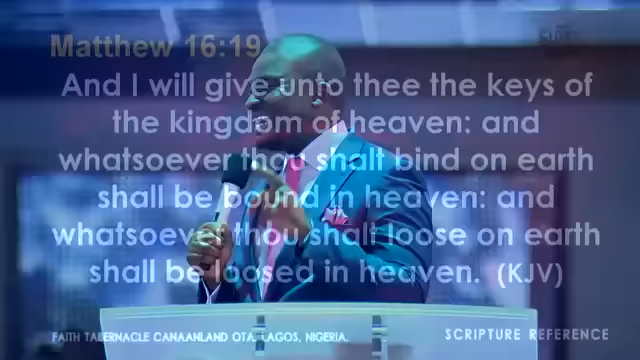 Matthew 16:19
And I will give unto thee the keys of
the kingdom of heaven: and
whatsoever thou shalt bind on earth
shall be bound in heaven: and
whatsoever thou shalt loose on earth
shall be loosed in heaven. (KJV)
FAITH TABERNACLE CANAANLAND OTA, LAGOS, NIGERIA.
SCRIPTURE REFERENCE